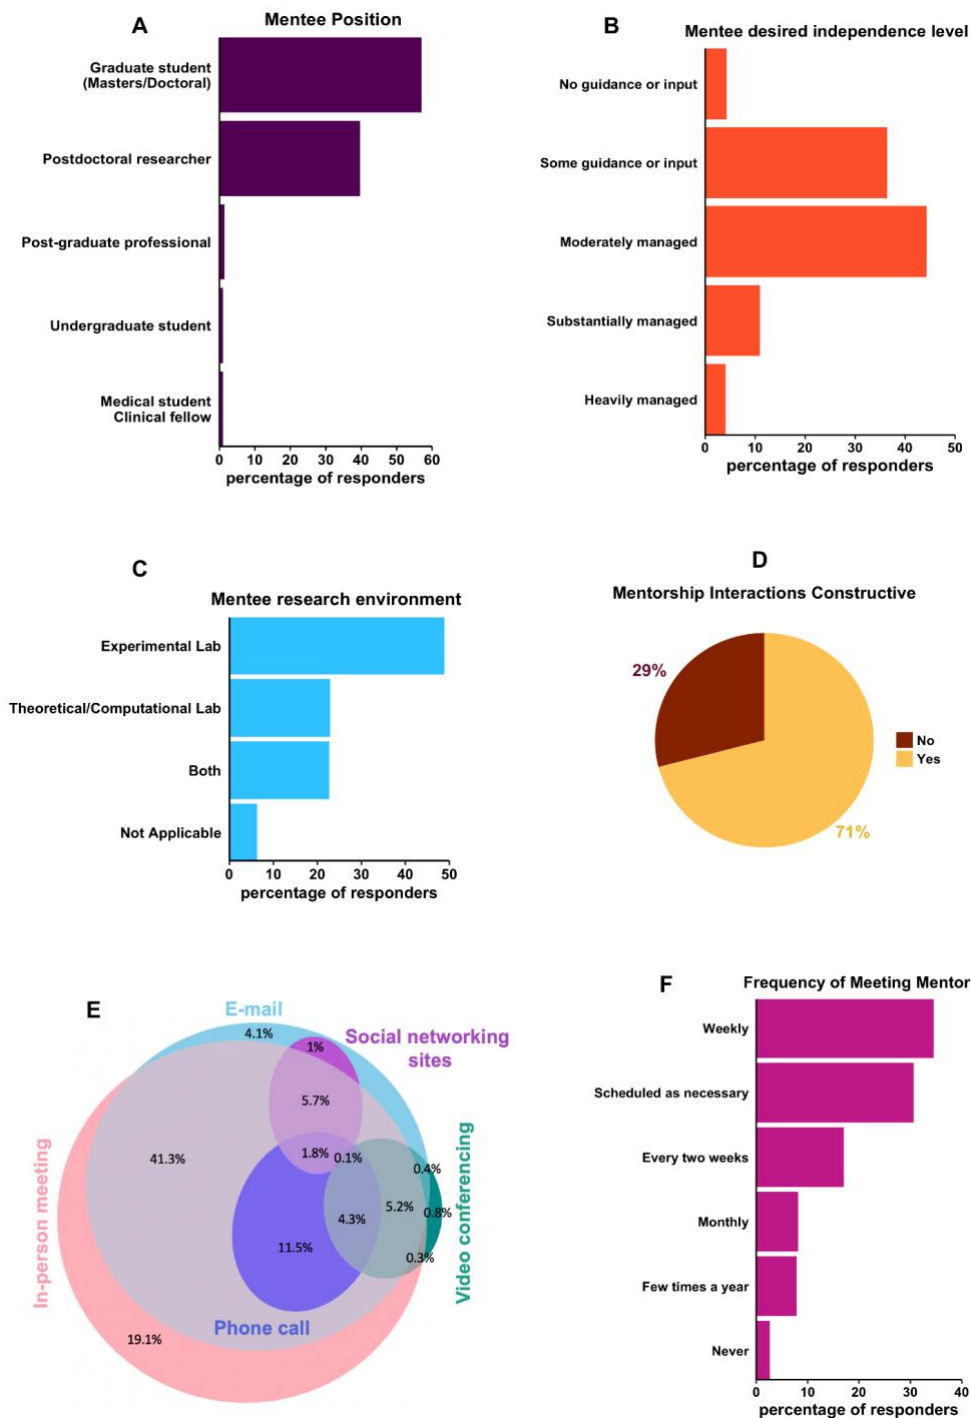 A
Mentee Position
Graduate student
(Masters/Doctoral)
Postdoctoral researcher
Post-graduate professional
Undergraduate student
Medical student
Clinical fellow
0 10 20 30 40 50 60
percentage of responders
B
Mentee desired independence level
No guidance or input
Some guidance or input
Moderately managed
Substantially managed
Heavily managed
0 10 20 30 40 50
percentage of responders
C
Mentee research environment
Experimental Lab
Theoretical/Computational Lab
Both
Not Applicable
0 10 20 30 40 50
percentage of responders
D
Mentorship Interactions Constructive
29%
71%
No
Yes
E
E-mail
4.1%
Social networking
sites
1%
5.7%
1.8%
0.1%
41.3%
0.4%
5.2%
0.8%
4.3%
0.3%
11.5%
In-person meeting
Video conferencing
Phone call
19.1%
F
Frequency of Meeting Mentor
Weekly
Scheduled as necessary
Every two weeks
Monthly
Few times a year
Never
0 10 20 30 40
percentage of responders